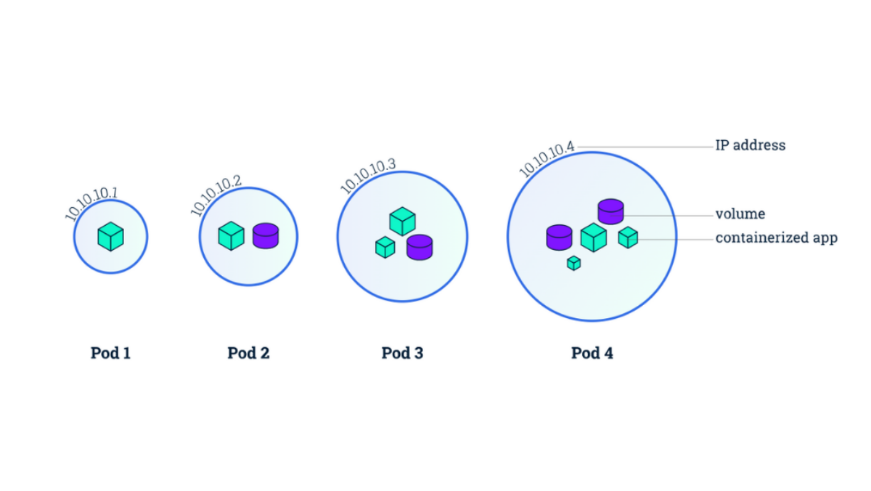 10.10.10.1
10.10.10.2
10.10.10.3
10.10.10.4
IP address
volume
containerized app
Pod 1
Pod 2
Pod 3
Pod 4